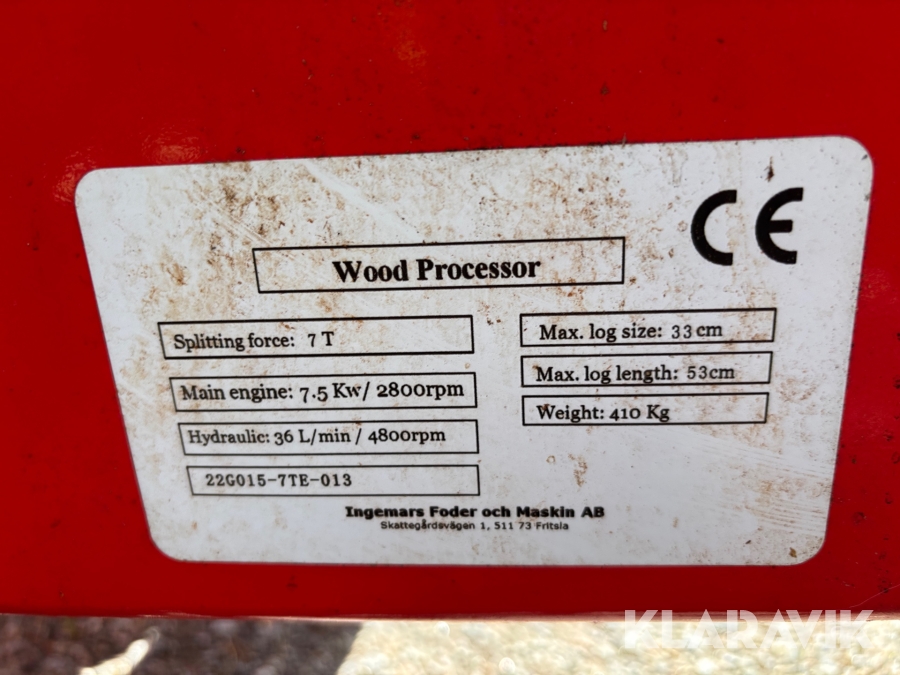 CE
Wood Processor
Splitting force: 7 T
Max. log size: 33cm
Main engine: 7.5 Kw/ 2800rpm
Max. log length: 53cm
Hydraulic: 36 L/min / 4800rpm
Weight: 410 Kg
22G015-7TE-013
Ingemars Foder och Maskin AB
Skattegårdsvägen 1, 511 73 Fritsla
KLARAVIK